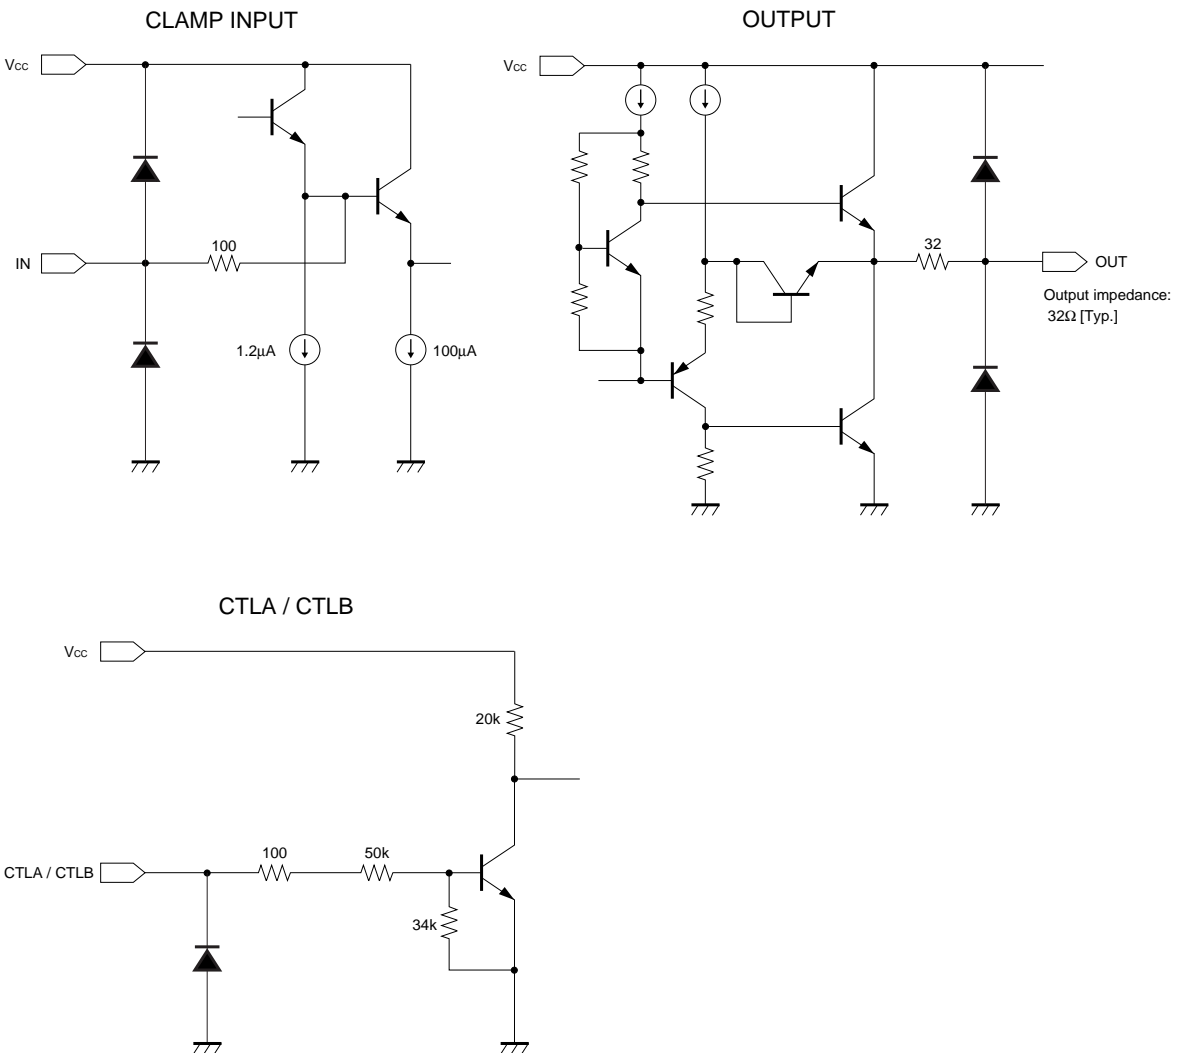 CLAMP INPUT
Vcc
IN
100
1.2μA
100μA
OUTPUT
Vcc
32
OUT
Output impedance:
32Ω [Typ.]
CTLA / CTLB
Vcc
20k
CTLA / CTLB
100
50k
34k